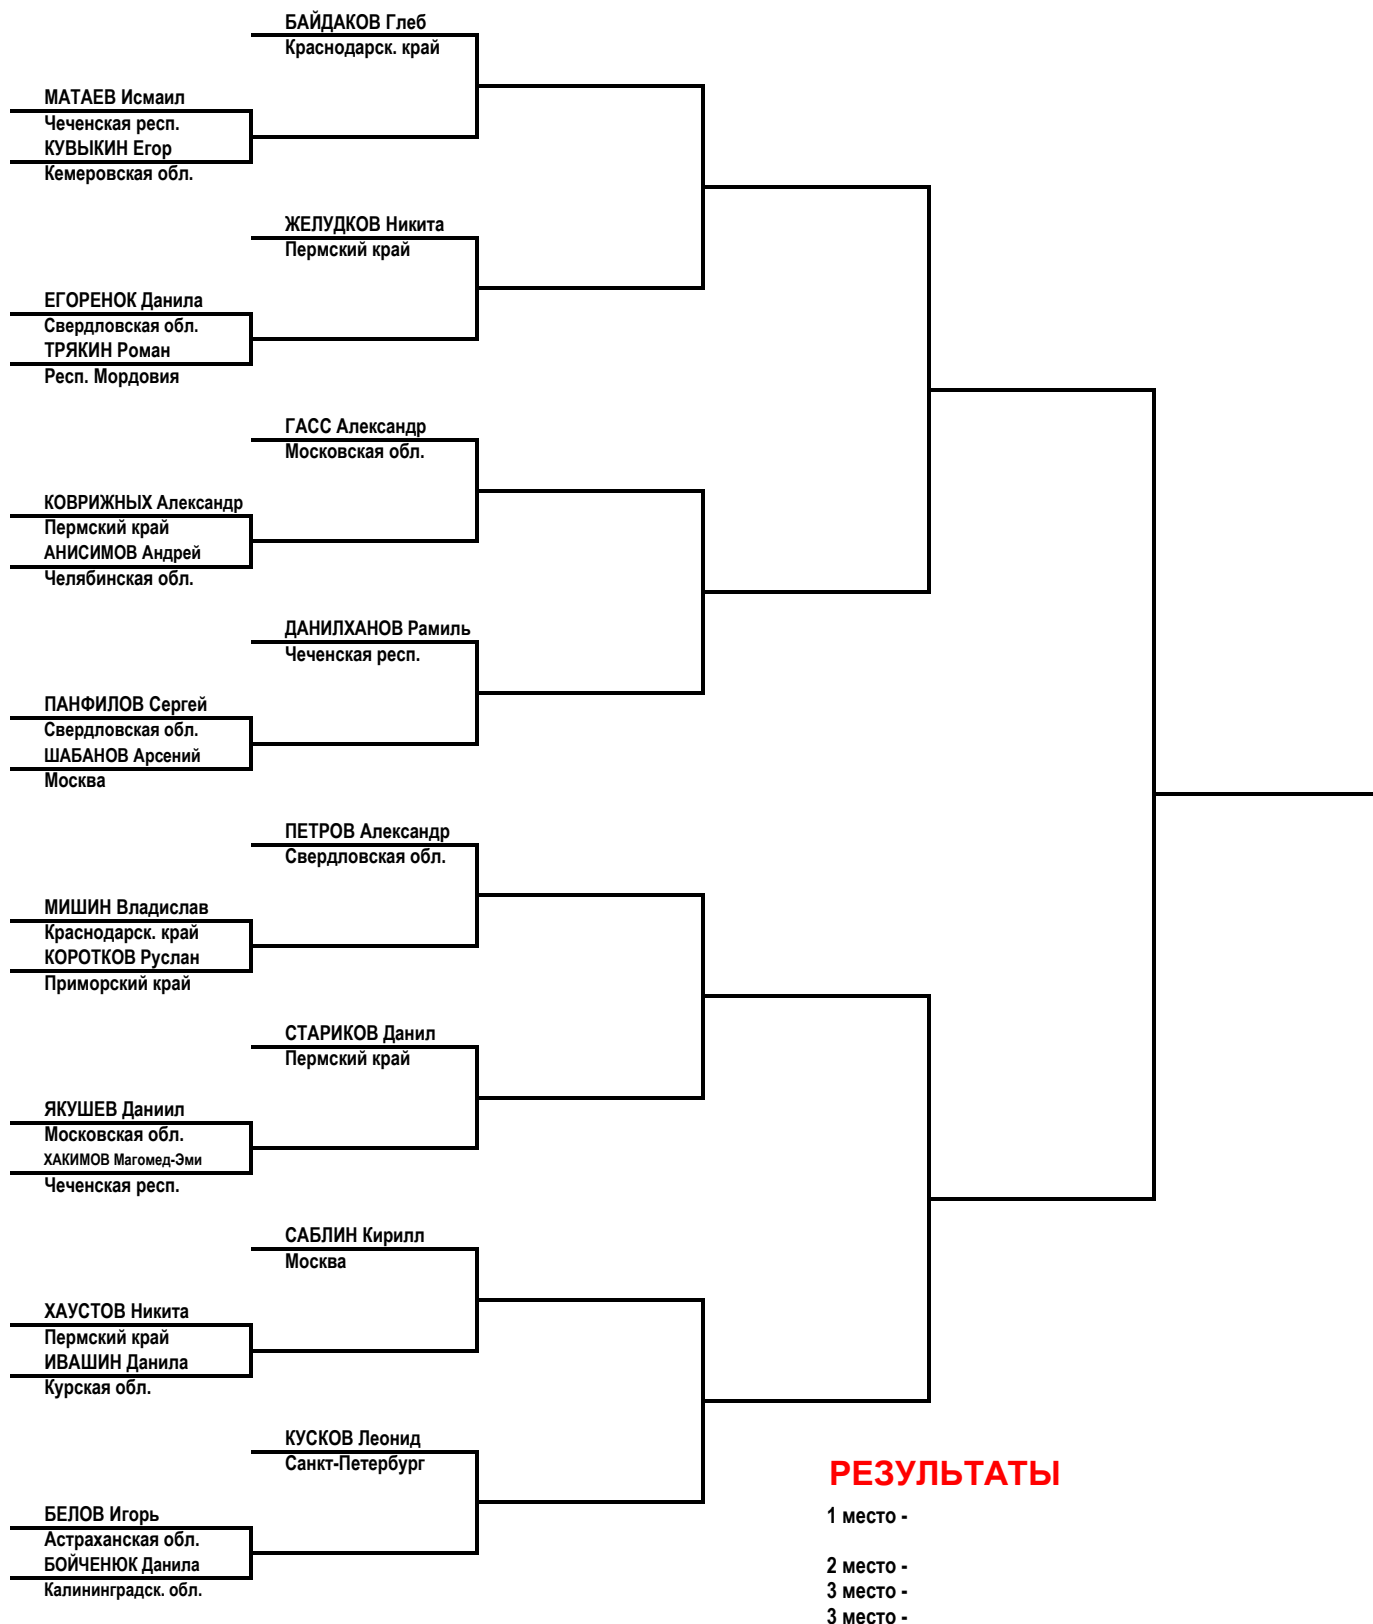 БАЙДАКОВ Глеб
Краснодарск. край
МАТАЕВ Исмаил
Чеченская респ.
КУВЫКИН Егор
Кемеровская обл.
ЖЕЛУДКОВ Никита
Пермский край
ЕГОРЕНОК Данила
Свердловская обл.
ТРЯКИН Роман
Респ. Мордовия
ГАСС Александр
Московская обл.
КОВРИЖНЫХ Александр
Пермский край
АНИСИМОВ Андрей
Челябинская обл.
ДАНИЛХАНОВ Рамиль
Чеченская респ.
ПАНФИЛОВ Сергей
Свердловская обл.
ШАБАНОВ Арсений
Москва
ПЕТРОВ Александр
Свердловская обл.
МИШИН Владислав
Краснодарск. край
КОРОТКОВ Руслан
Приморский край
СТАРИКОВ Данил
Пермский край
ЯКУШЕВ Даниил
Московская обл.
ХАКИМОВ Магомед-Эми
Чеченская респ.
САБЛИН Кирилл
Москва
ХАУСТОВ Никита
Пермский край
ИВАШИН Данила
Курская обл.
КУСКОВ Леонид
Санкт-Петербург
БЕЛОВ Игорь
Астраханская обл.
БОЙЧЕНЮК Данила
Калининградск. обл.
РЕЗУЛЬТАТЫ
1 место -
2 место -
3 место -
3 место -